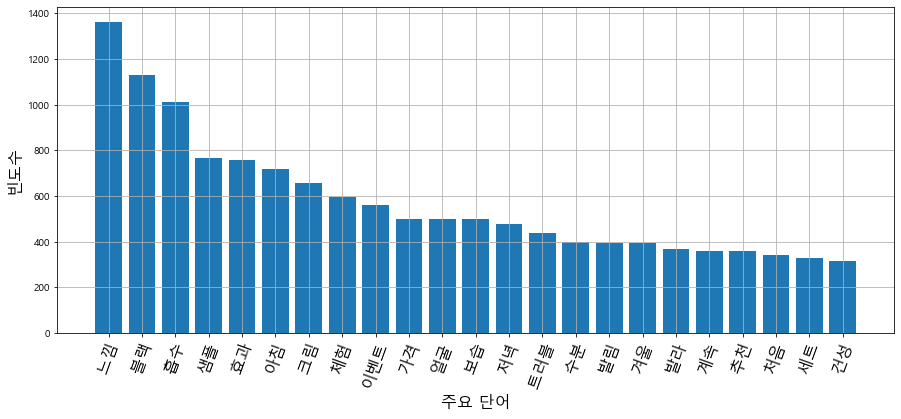 1400
1200
1000
800
600
400
200
0
빈도수
느낌
블랙
흡수
샘플
효과
아침
크림
체험
이벤트
가격
얼굴
보습
저녁
트러블
수분
발림
겨울
발라
계속
추천
처음
세트
건성
주요 단어